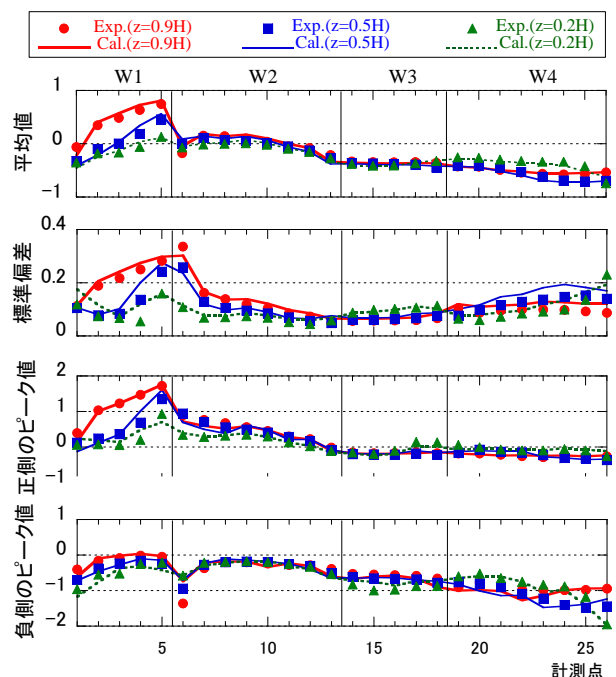 Exp.(z=0.9H) Exp.(z=0.5H) Exp.(z=0.2H)
Cal.(z=0.9H) Cal.(z=0.5H) Cal.(z=0.2H)
W1 W2 W3 W4
平均値
1
0
-1
標準偏差
0.4
0.2
0
正側のピーク値
2
1
0
-1
負側のピーク値
1
0
-1
-2
5 10 15 20 25
計測点